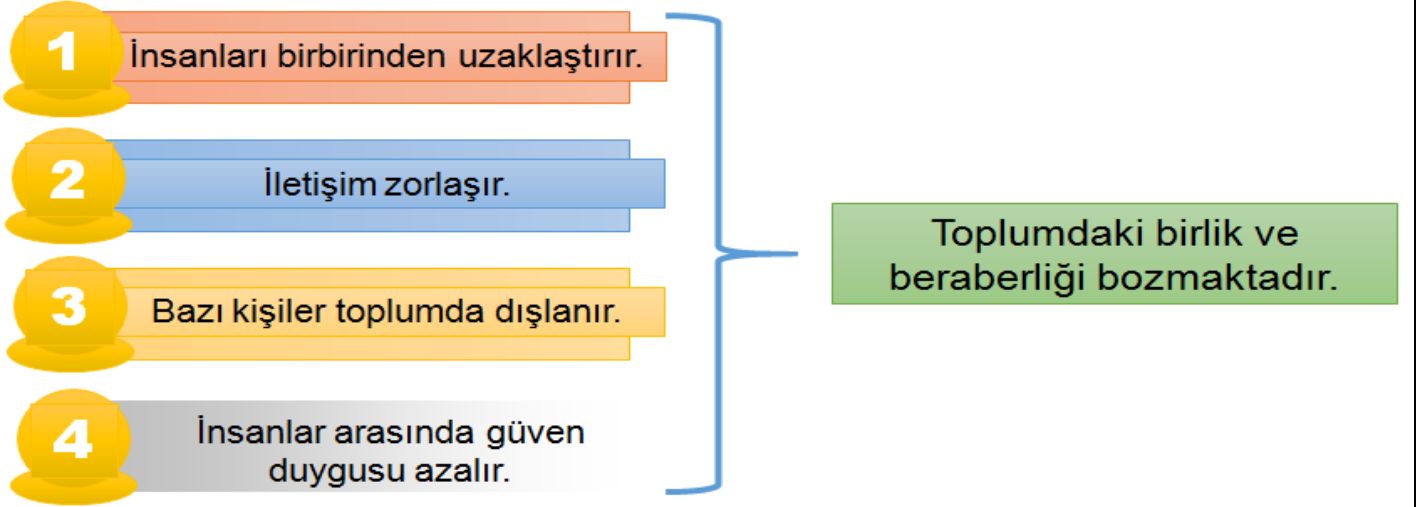 1
İnsanları birbirinden uzaklaştırır.
2
İletişim zorlaşır.
3
Bazı kişiler toplumda dışlanır.
4
İnsanlar arasında güven
duygusu azalır.
Toplumdaki birlik ve
beraberliği bozmaktadır.